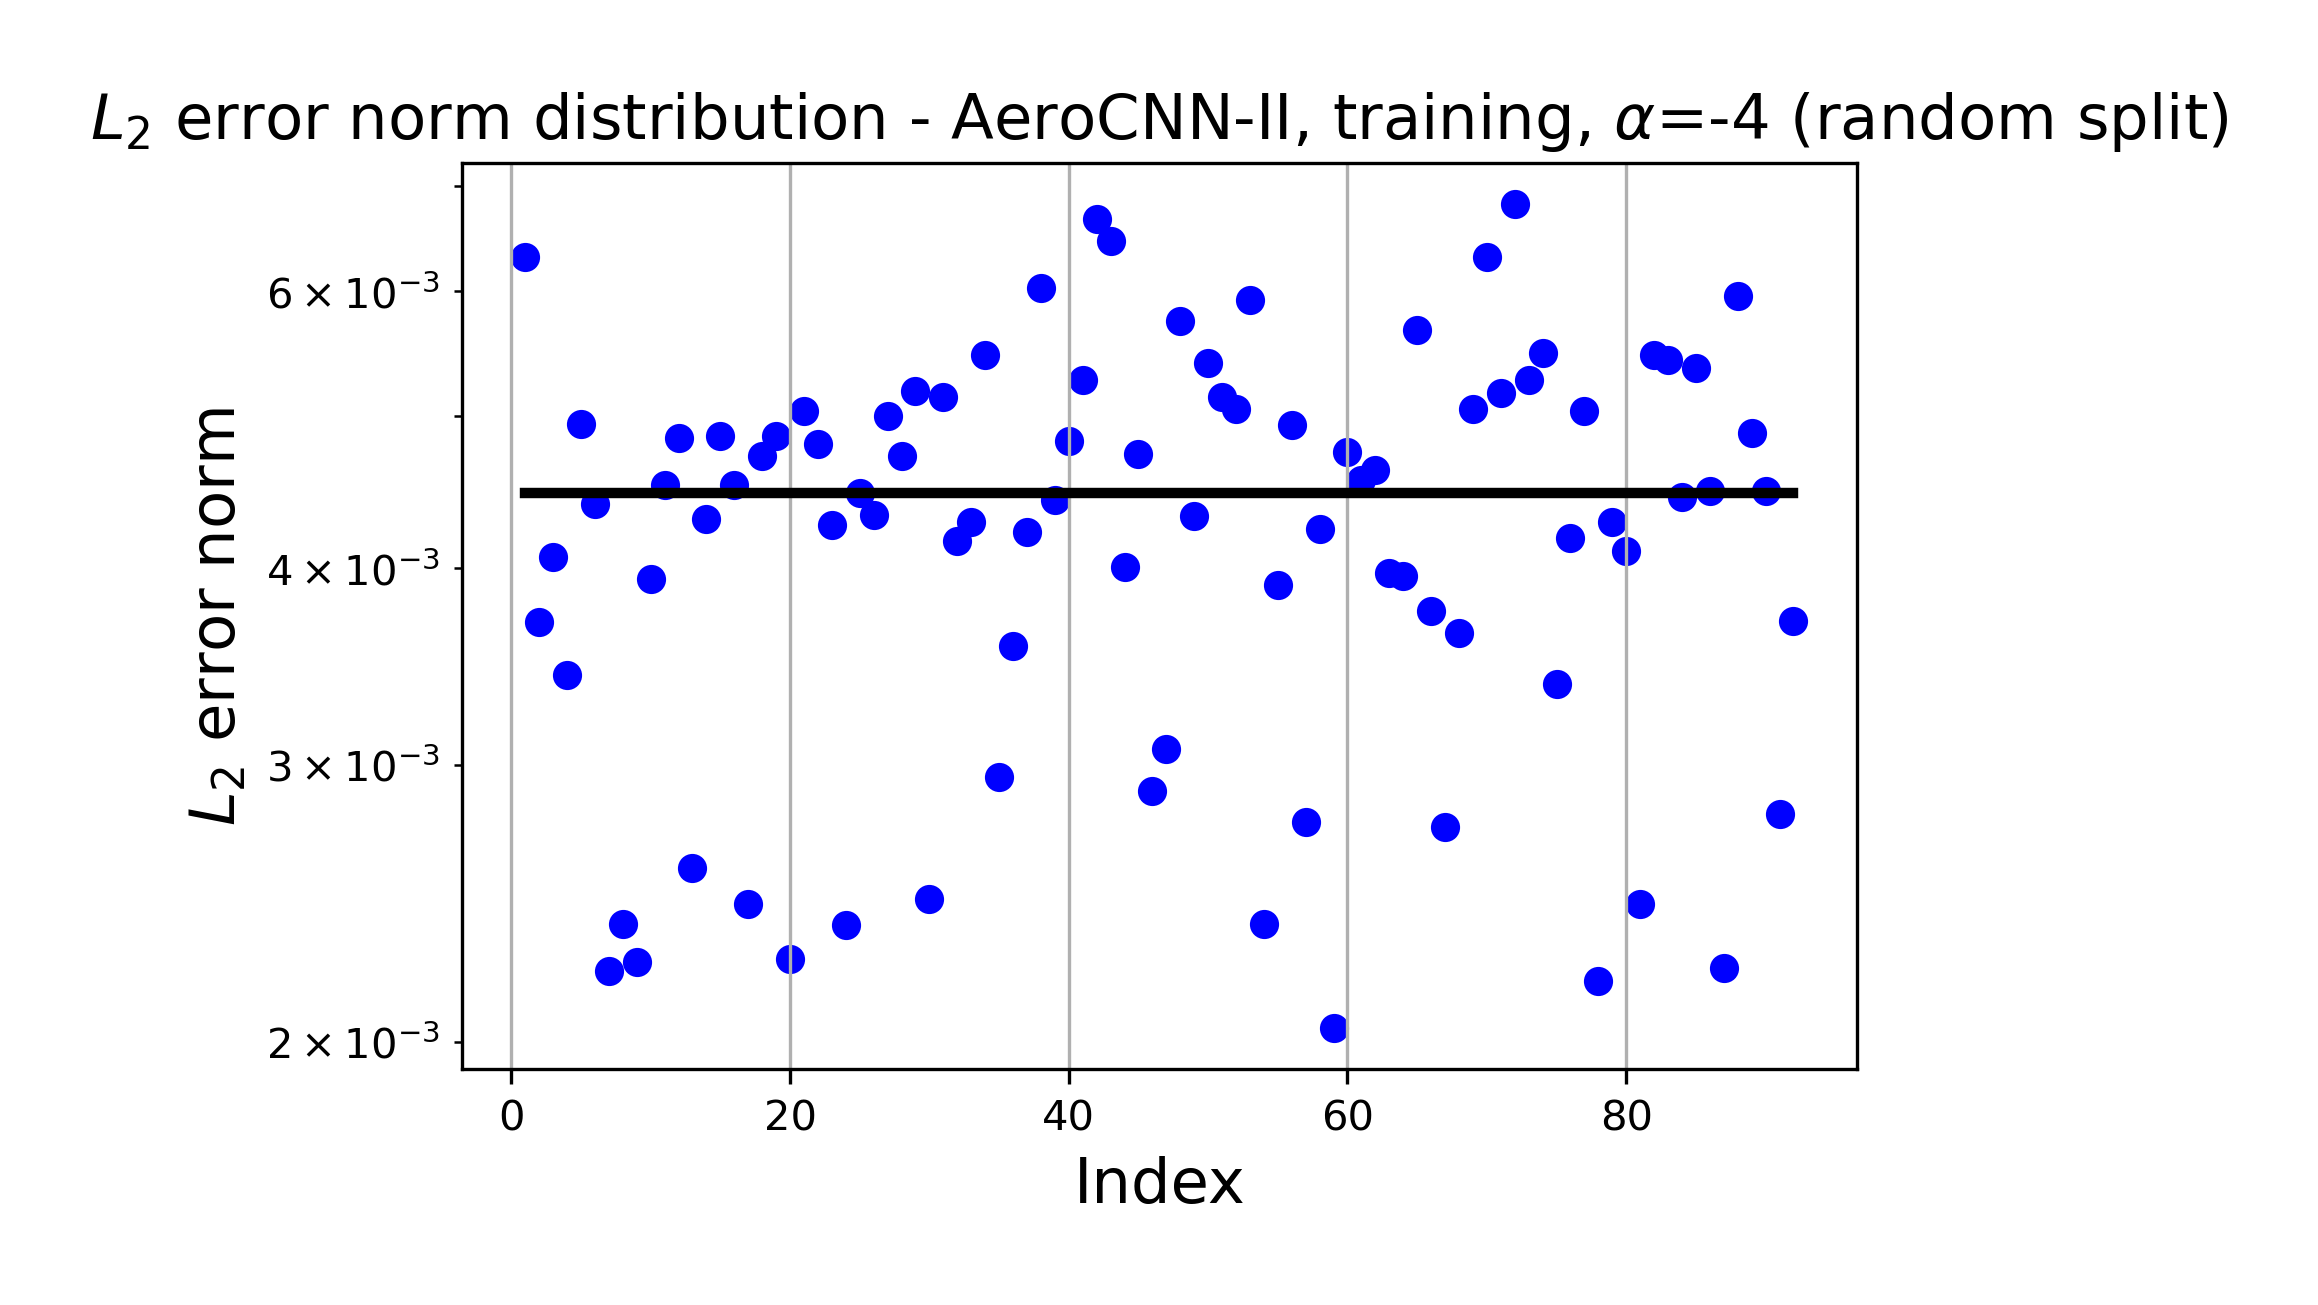 L₂ error norm distribution - AeroCNN-II, training, α=-4 (random split)
L₂ error norm
6 × 10⁻³
4 × 10⁻³
3 × 10⁻³
2 × 10⁻³
0 20 40 60 80
Index